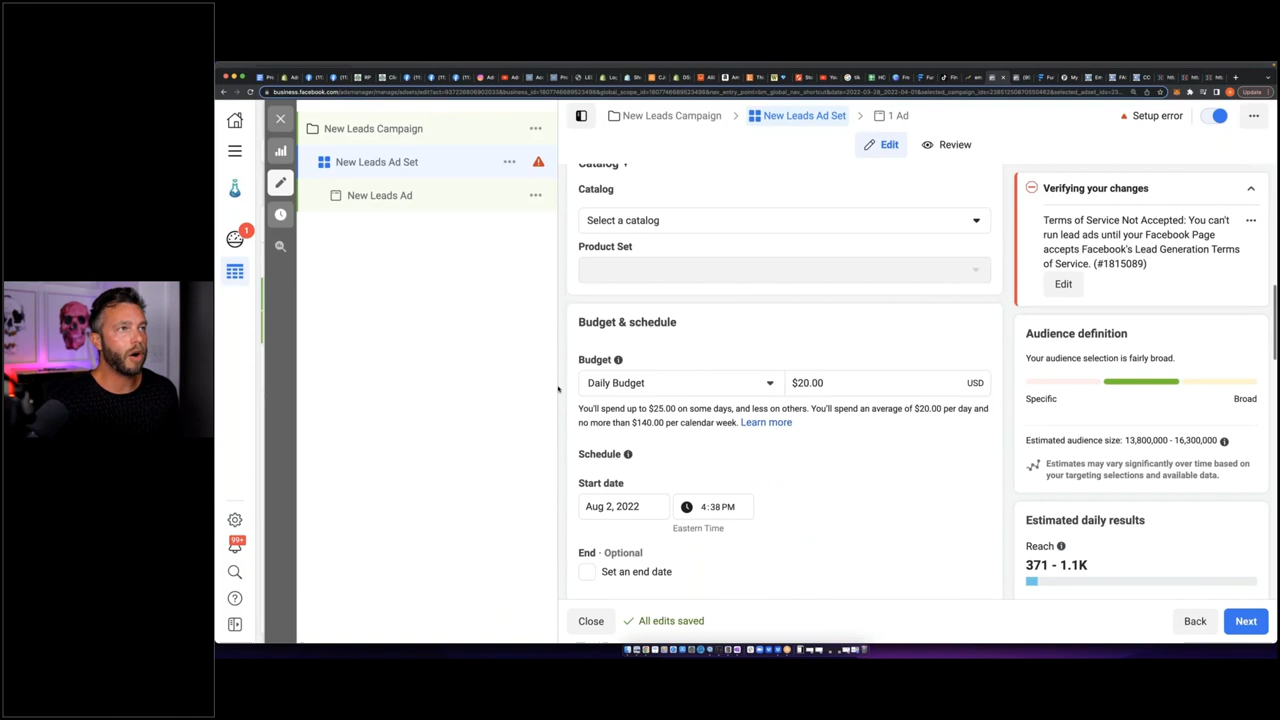 Update
business.facebook.com
New Leads Campaign
New Leads Ad Set
1 Ad
Setup error
Edit
Review
New Leads Campaign
New Leads Ad Set
New Leads Ad
1
99+
Catalog
Catalog
Select a catalog
Product Set
Budget & schedule
Budget
Daily Budget
$20.00
USD
You'll spend up to $25.00 on some days, and less on others. You'll spend an average of $20.00 per day and
no more than $140.00 per calendar week. Learn more
Schedule
Start date
Aug 2, 2022
4:38 PM
Eastern Time
End · Optional
Set an end date
Close
All edits saved
Back
Next
Verifying your changes
Terms of Service Not Accepted: You can't
run lead ads until your Facebook Page
accepts Facebook's Lead Generation Terms
of Service. (#1815089)
Edit
Audience definition
Your audience selection is fairly broad.
Specific
Broad
Estimated audience size: 13,800,000 - 16,300,000
Estimates may vary significantly over time based on
your targeting selections and available data.
Estimated daily results
Reach
371 - 1.1K